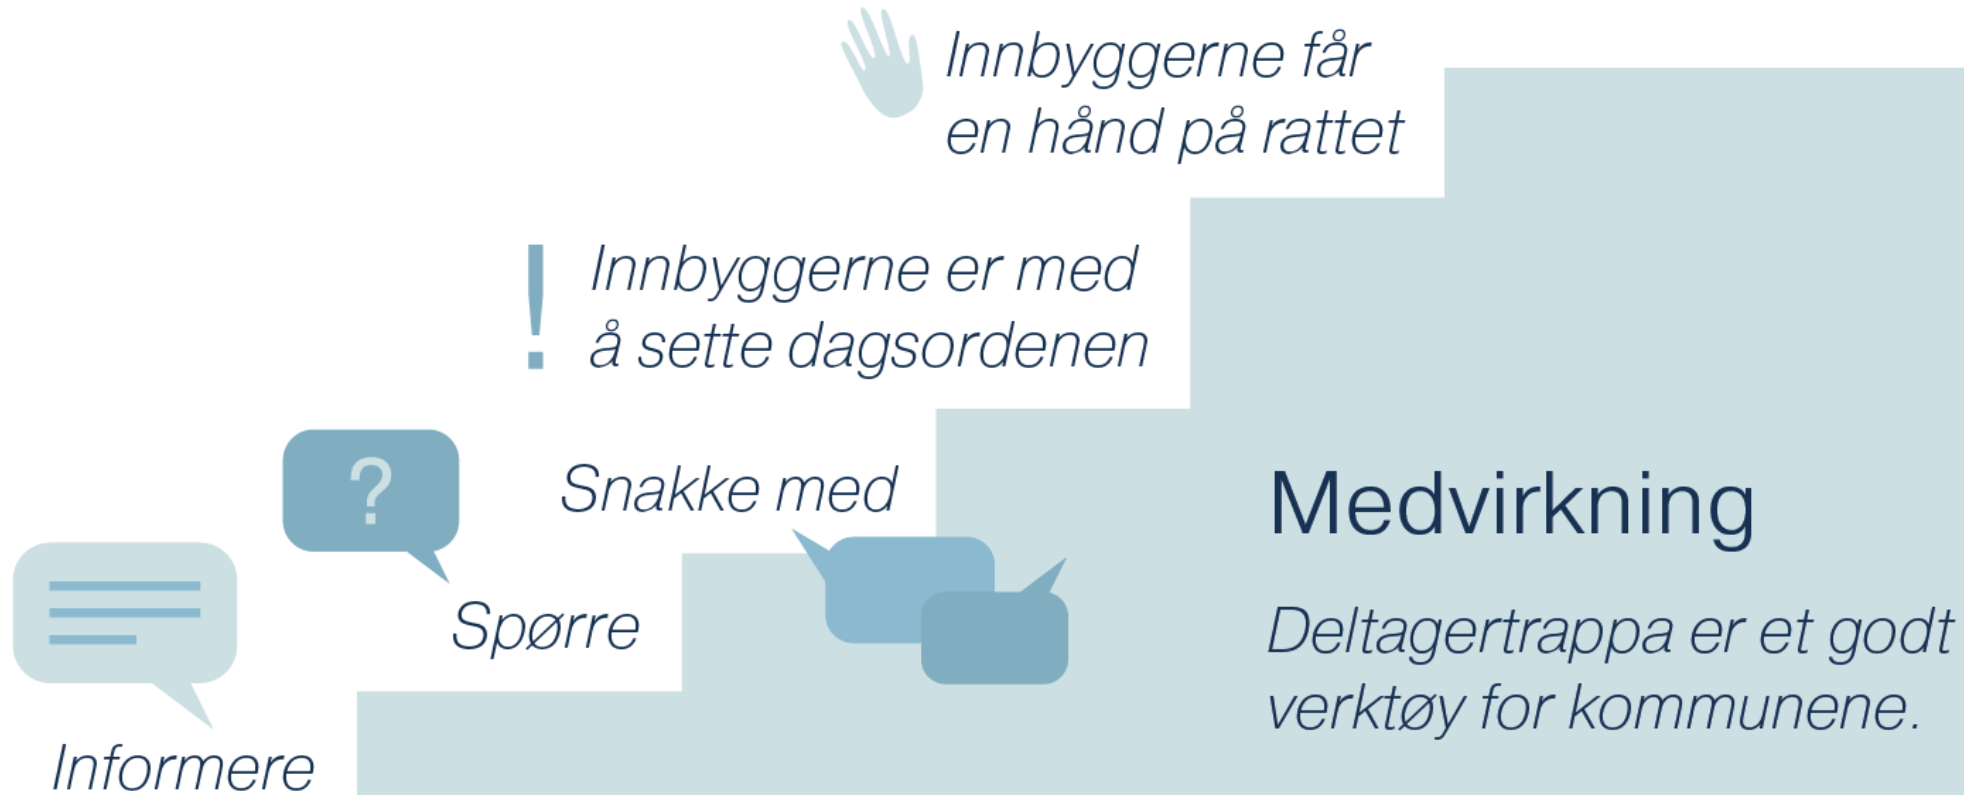 Innbyggerne får
en hånd på rattet
!
Innbyggerne er med
å sette dagsordenen
?
Snakke med
Spørre
Informere
Medvirkning
Deltagertrappa er et godt
verktøy for kommunene.